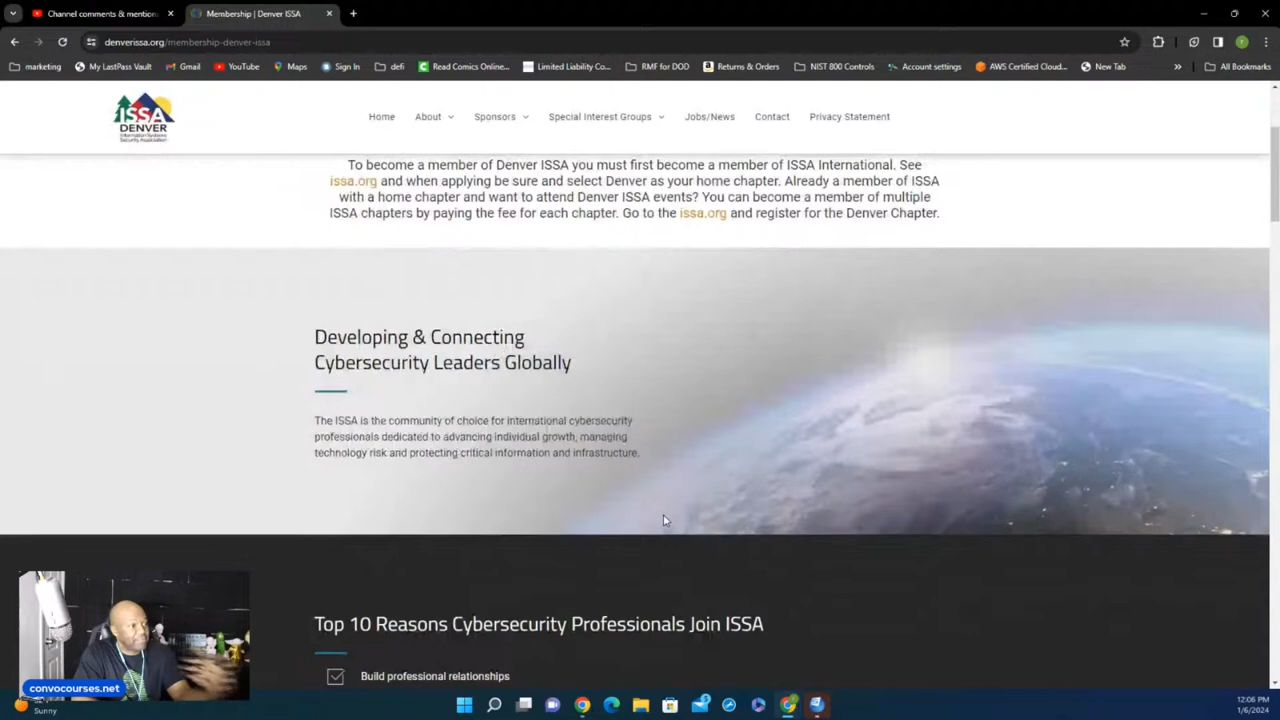 Channel comments & mention
Membership | Denver ISSA
denverissa.org/membership-denver-issa
marketing
My LastPass Vault
Gmail
YouTube
Maps
Sign In
defi
Read Comics Online...
Limited Liability Co...
RMF for DOD
Returns & Orders
NIST 800 Controls
Account settings
AWS Certified Cloud...
New Tab
All Bookmarks
ISSA
DENVER
Information Systems
Security Association
Home
About
Sponsors
Special Interest Groups
Jobs/News
Contact
Privacy Statement
To become a member of Denver ISSA you must first become a member of ISSA International. See
issa.org and when applying be sure and select Denver as your home chapter. Already a member of ISSA
with a home chapter and want to attend Denver ISSA events? You can become a member of multiple
ISSA chapters by paying the fee for each chapter. Go to the issa.org and register for the Denver Chapter.
Developing & Connecting
Cybersecurity Leaders Globally
The ISSA is the community of choice for international cybersecurity
professionals dedicated to advancing individual growth, managing
technology risk and protecting critical information and infrastructure.
Top 10 Reasons Cybersecurity Professionals Join ISSA
Build professional relationships
convocourses.net
Sunny
12:06 PM
1/6/2024